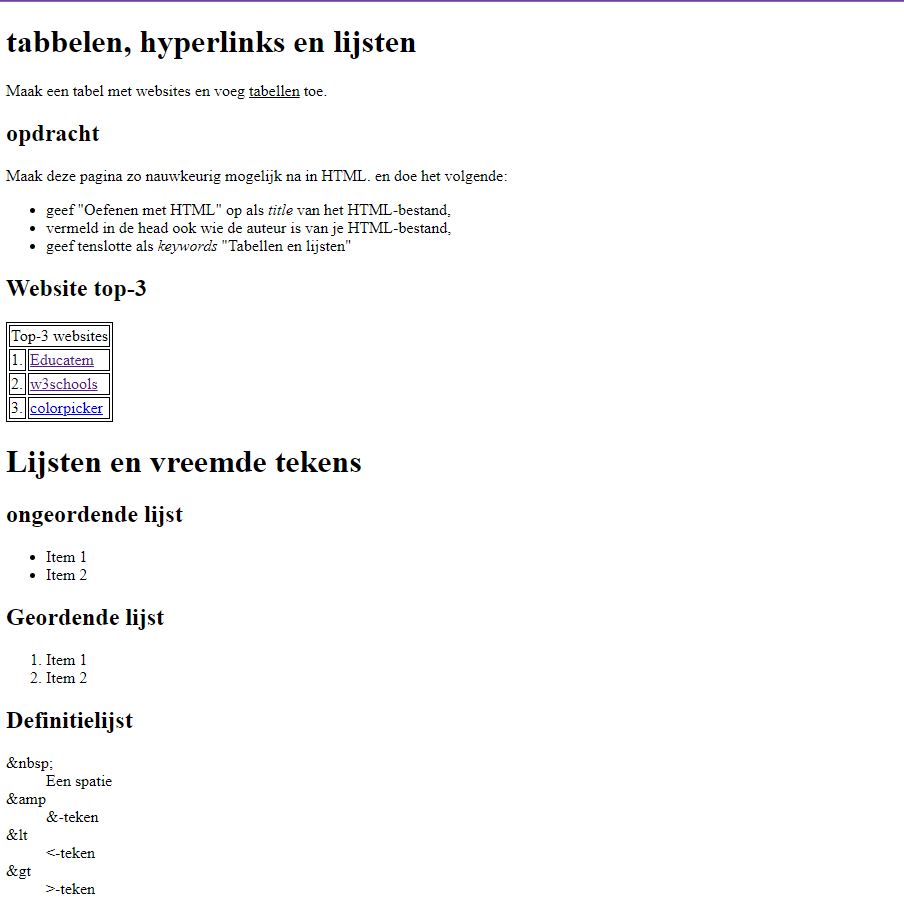 tabbelen, hyperlinks en lijsten
Maak een tabel met websites en voeg tabellen toe.
opdracht
Maak deze pagina zo nauwkeurig mogelijk na in HTML. en doe het volgende:
• geef "Oefenen met HTML" op als title van het HTML-bestand,
• vermeld in de head ook wie de auteur is van je HTML-bestand,
• geef tenslotte als keywords "Tabellen en lijsten"
Website top-3
Top-3 websites
1. Educatem
2. w3schools
3. colorpicker
Lijsten en vreemde tekens
ongeordende lijst
• Item 1
• Item 2
Geordende lijst
1. Item 1
2. Item 2
Definitielijst
&nbsp;
Een spatie
&amp
&-teken
&lt
<-teken
&gt
>-teken